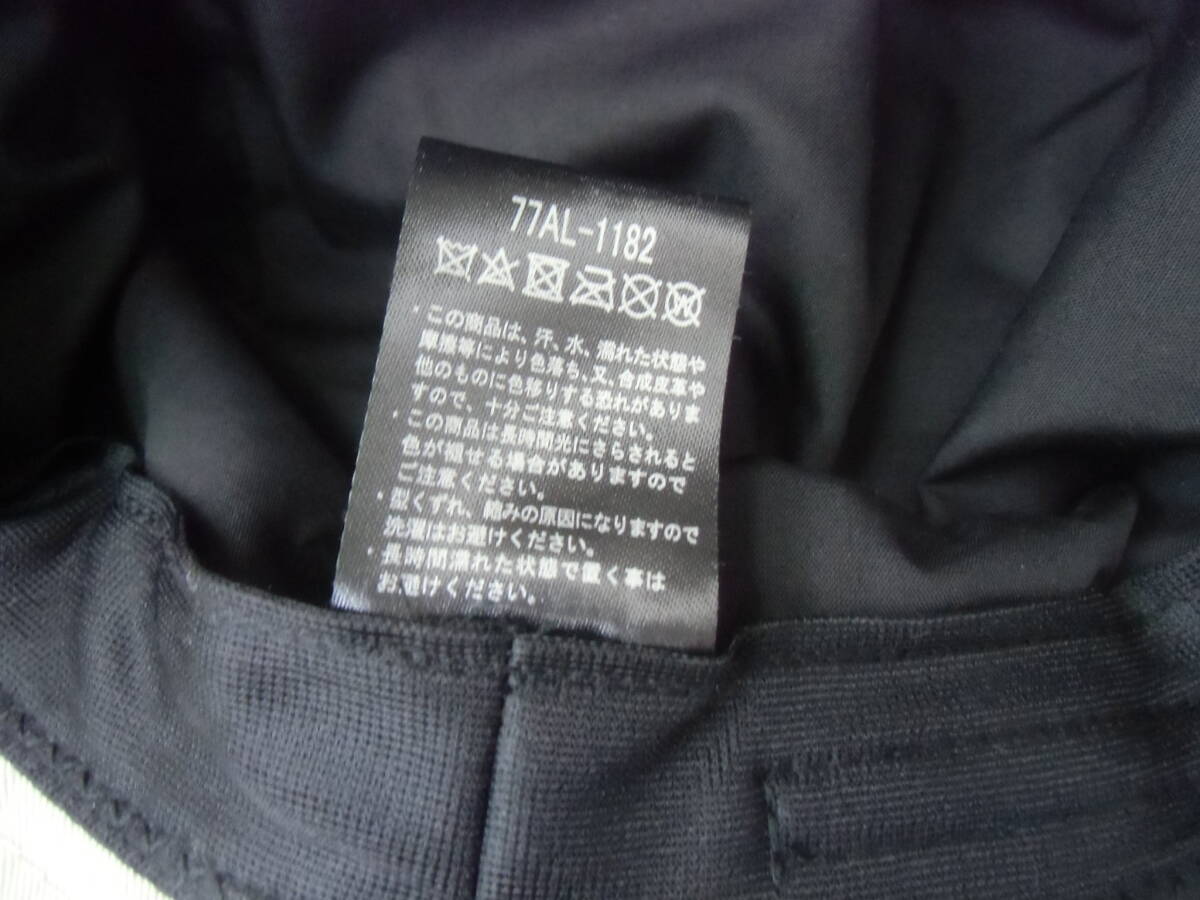 77AL-1182
・この商品は、汗、水、濡れた状態や
摩擦等により色落ち、又、合成皮革や
他のものに色移りする恐れがありま
すので、十分ご注意ください。
・この商品は長時間光にさらされると
色が褪せる場合がありますので
ご注意ください。
・型くずれ、縮みの原因になりますので
洗濯はお避けください。
・長時間濡れた状態で置く事は
お避けください。